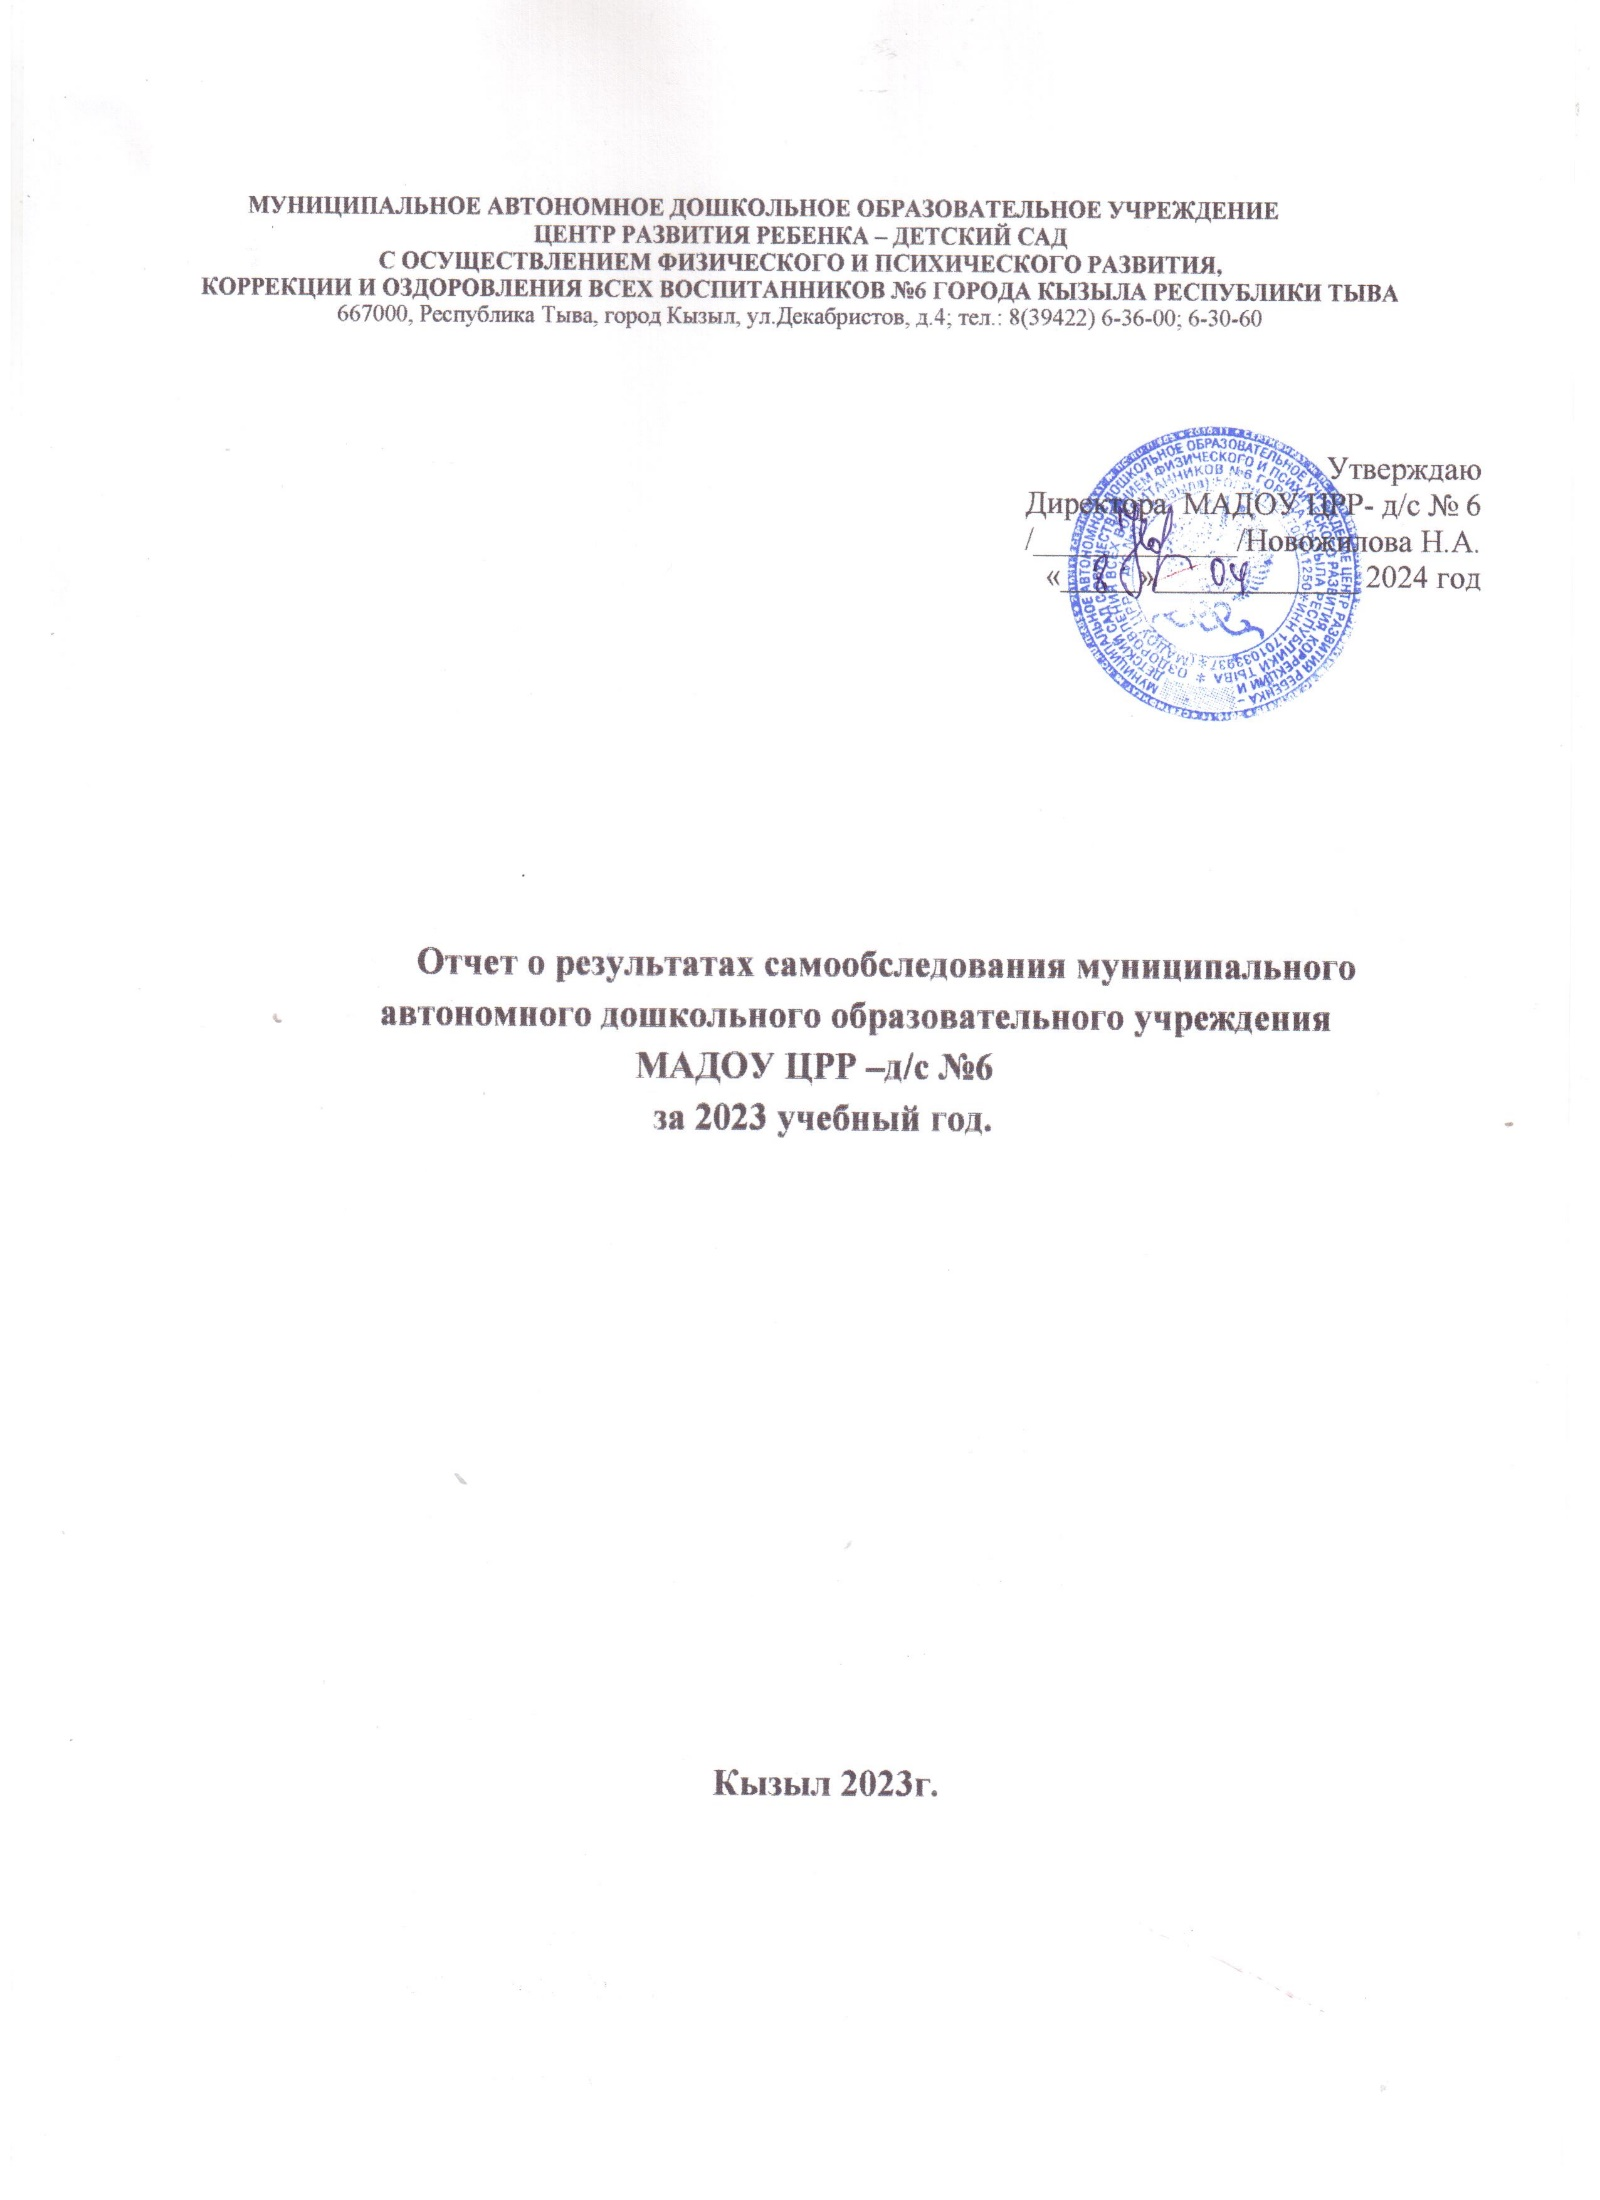 МУНИЦИПАЛЬНОЕ АВТОНОМНОЕ ДОШКОЛЬНОЕ ОБРАЗОВАТЕЛЬНОЕ УЧРЕЖДЕНИЕ
ЦЕНТР РАЗВИТИЯ РЕБЕНКА – ДЕТСКИЙ САД
С ОСУЩЕСТВЛЕНИЕМ ФИЗИЧЕСКОГО И ПСИХИЧЕСКОГО РАЗВИТИЯ,
КОРРЕКЦИИ И ОЗДОРОВЛЕНИЯ ВСЕХ ВОСПИТАННИКОВ №6 ГОРОДА КЫЗЫЛА РЕСПУБЛИКИ ТЫВА
667000, Республика Тыва, город Кызыл, ул.Декабристов, д.4; тел.: 8(39422) 6-36-00; 6-30-60
Утверждаю
Директора МАДОУ ЦРР- д/с № 6
/_____________/Новожилова Н.А.
«8» 04 2024 год
Отчет о результатах самообследования муниципального
автономного дошкольного образовательного учреждения
МАДОУ ЦРР –д/с №6
за 2023 учебный год.
Кызыл 2023г.